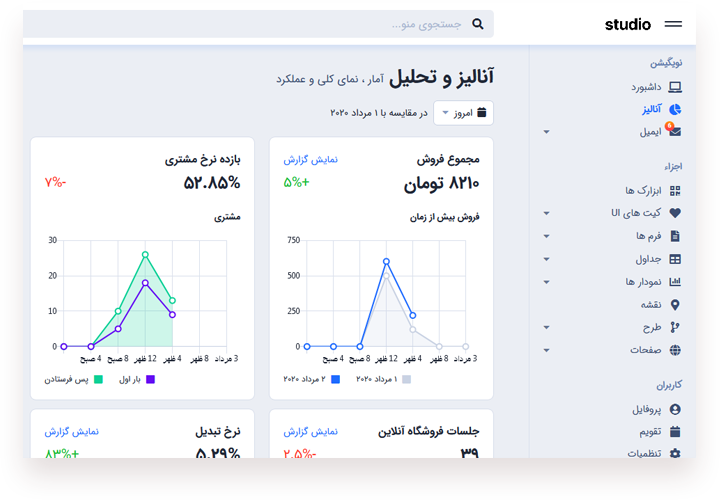 studio
جستجوی منو...
نویگیشن
داشبورد
آنالیز
ایمیل
6
اجزاء
ابزارک ها
کیت های UI
فرم ها
جداول
نمودار ها
نقشه
طرح
صفحات
کاربران
پروفایل
تقویم
تنظیمات
آنالیز و تحلیل آمار ، نمای کلی و عملکرد
امروز
در مقایسه با ۱ مرداد ۲۰۲۰
مجموع فروش
نمایش گزارش
۸۲۱۰ تومان
+۵%
فروش بیش از زمان
750
500
250
0
4 صبح
8 صبح
12 ظهر
4 ظهر
8 ظهر
3 مرداد
۱ مرداد ۲۰۲۰
۲ مرداد ۲۰۲۰
بازده نرخ مشتری
۵۲.۸۵%
-۷%
مشتری
30
20
10
0
4 صبح
8 صبح
12 ظهر
4 ظهر
8 ظهر
3 مرداد
بار اول
پس فرستادن
جلسات فروشگاه آنلاین
نمایش گزارش
۳۹
-۲.۵%
نرخ تبدیل
نمایش گزارش
۵.۲۹%
+۸۳%